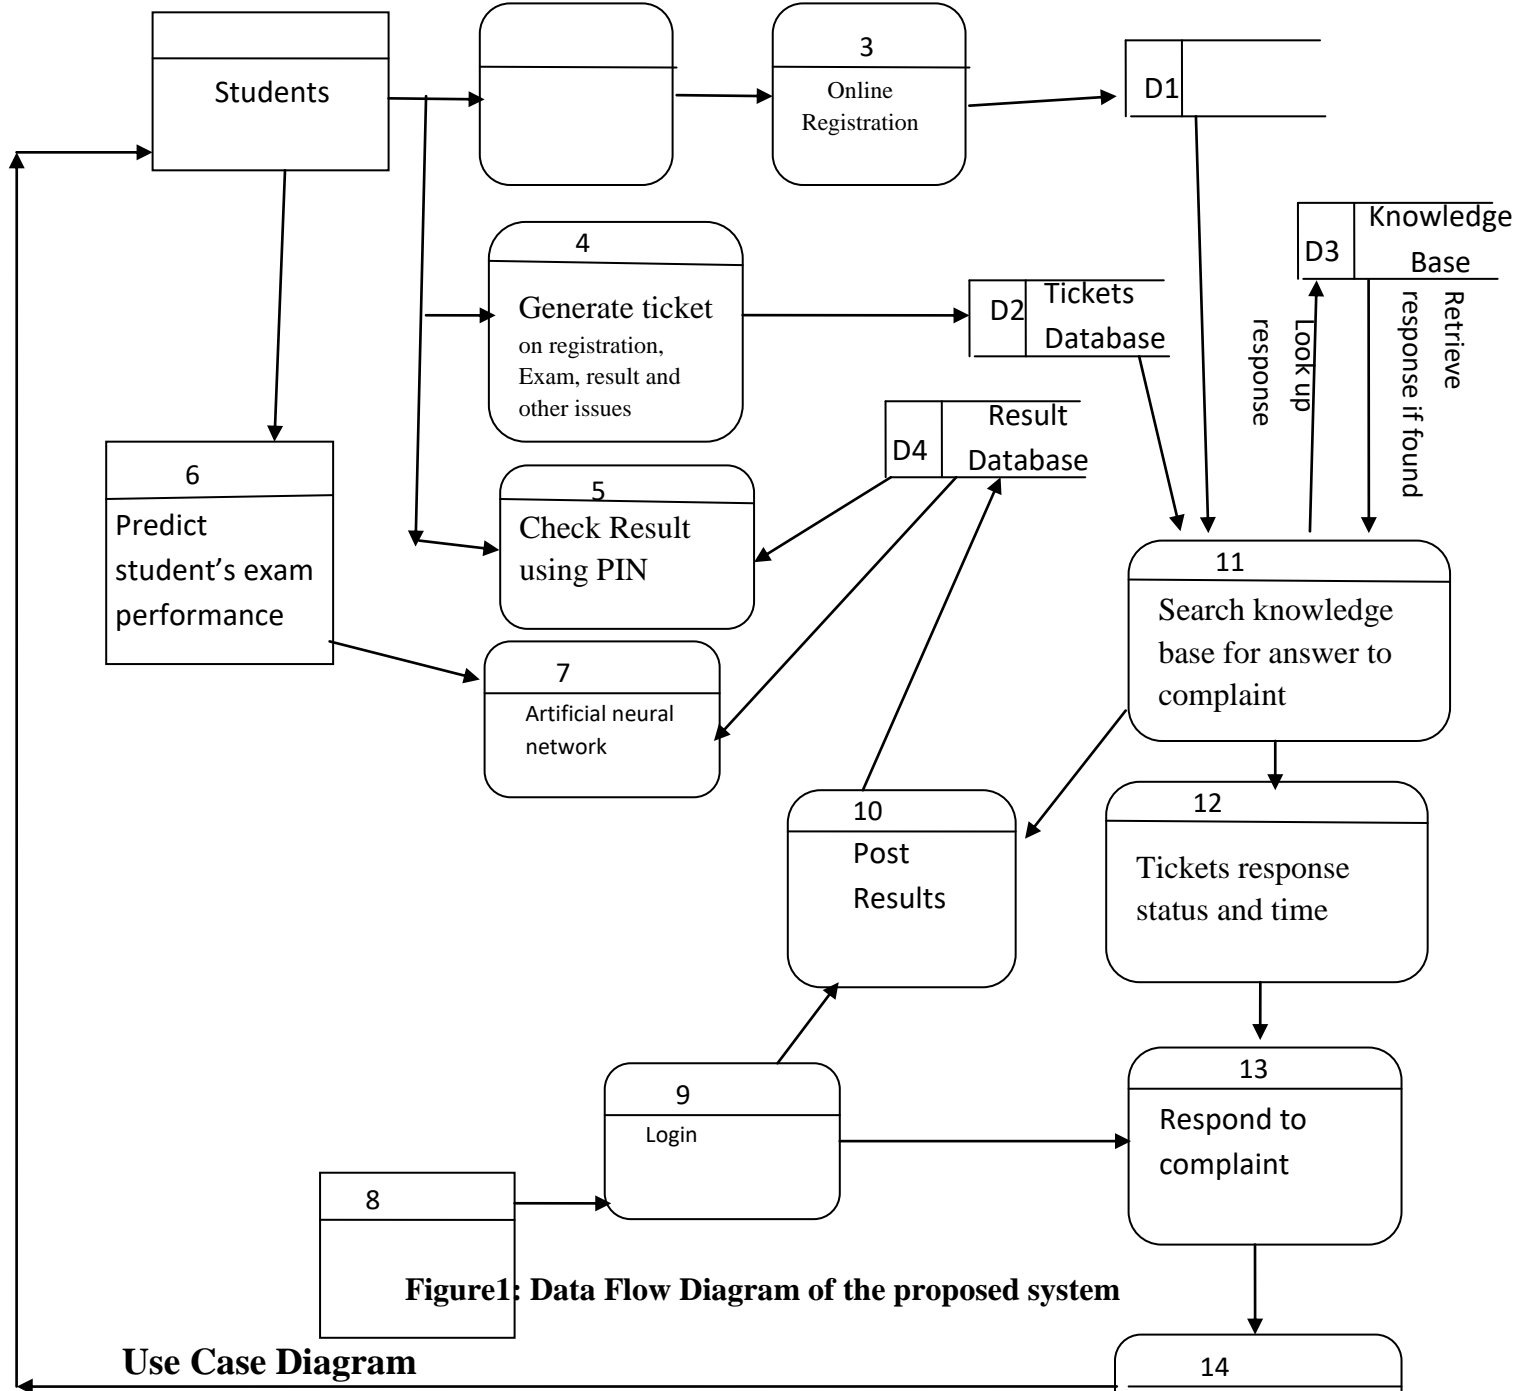 Students
3
Online
Registration
D1
4
Generate ticket
on registration,
Exam, result and
other issues
D2
Tickets
Database
D3
Knowledge
Base
Look up
response
Retrieve
response if found
D4
Result
Database
5
Check Result
using PIN
6
Predict
student’s exam
performance
7
Artificial neural
network
11
Search knowledge
base for answer to
complaint
10
Post
Results
12
Tickets response
status and time
9
Login
13
Respond to
complaint
8
Figure1: Data Flow Diagram of the proposed system
Use Case Diagram
14